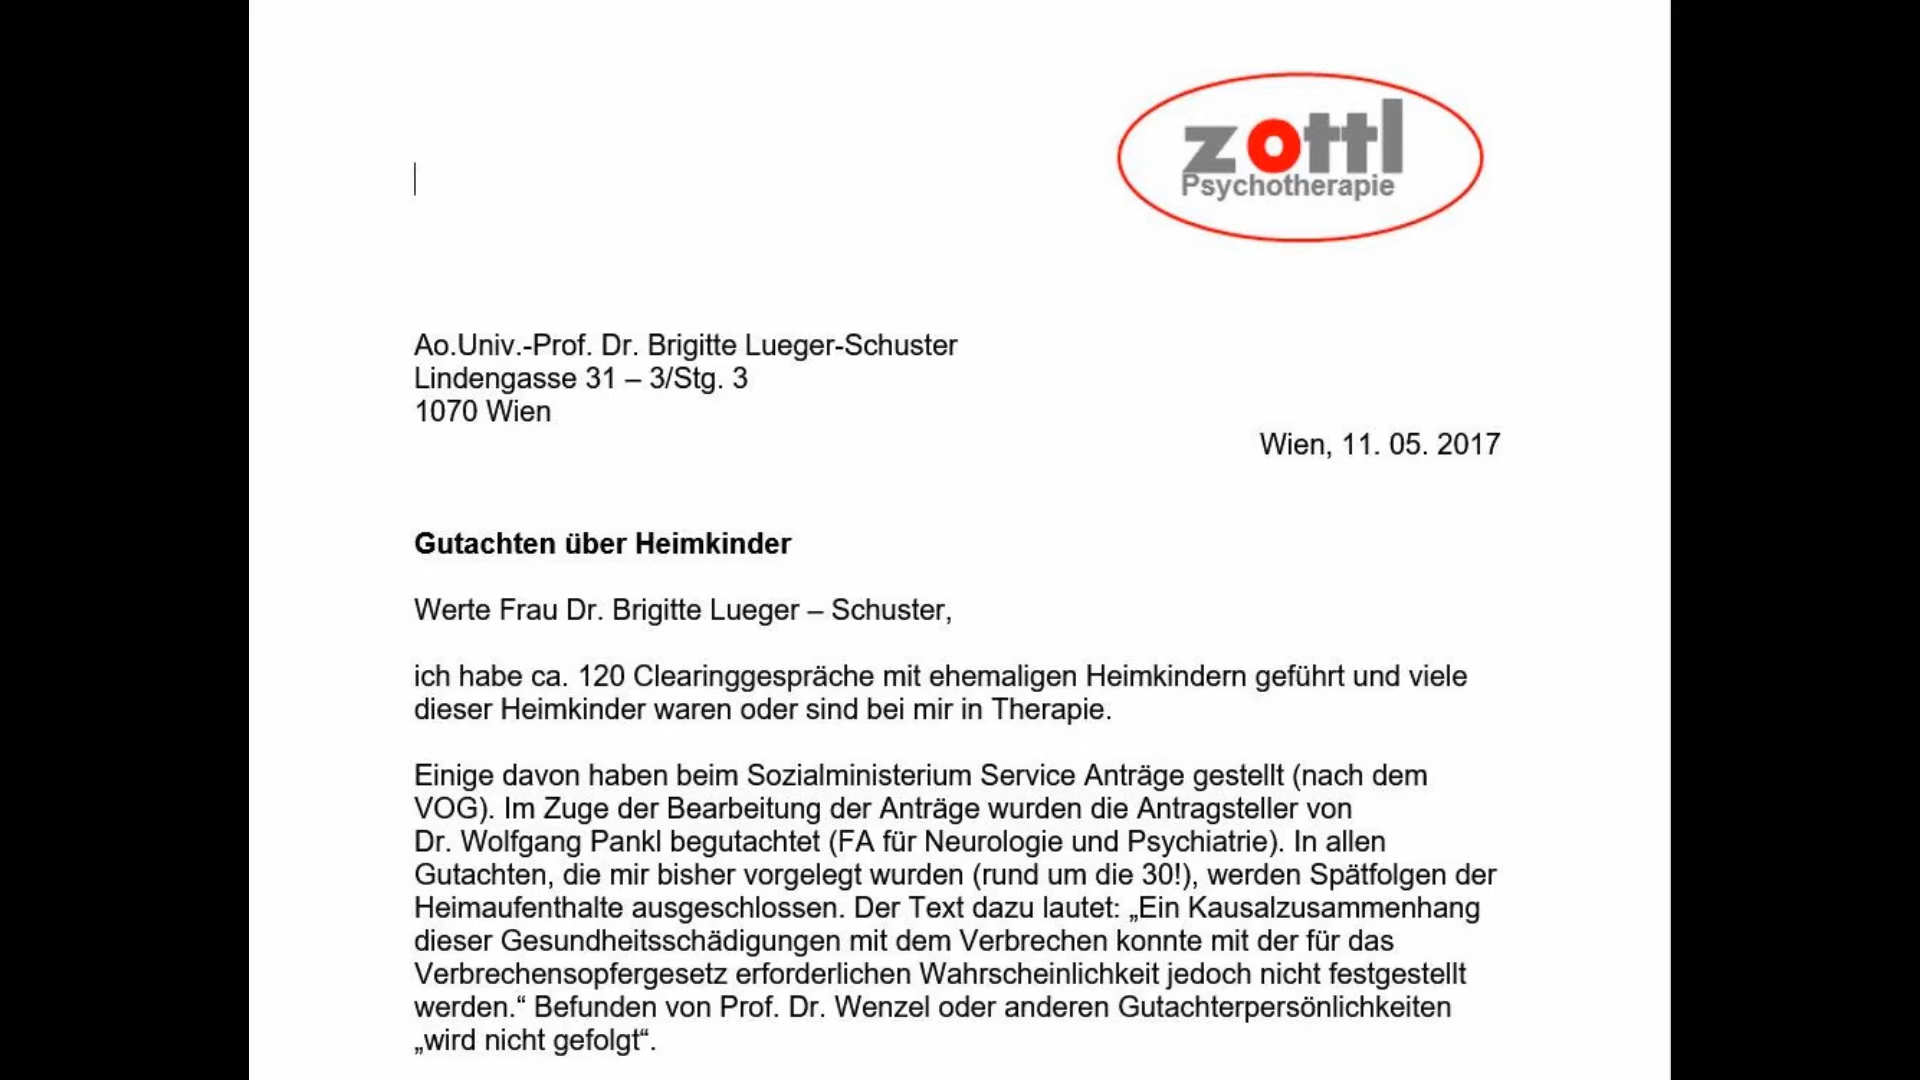 zottl
Psychotherapie
Ao.Univ.-Prof. Dr. Brigitte Lueger-Schuster
Lindengasse 31 – 3/Stg. 3
1070 Wien
Wien, 11. 05. 2017
Gutachten über Heimkinder
Werte Frau Dr. Brigitte Lueger – Schuster,
ich habe ca. 120 Clearinggespräche mit ehemaligen Heimkindern geführt und viele
dieser Heimkinder waren oder sind bei mir in Therapie.
Einige davon haben beim Sozialministerium Service Anträge gestellt (nach dem
VOG). Im Zuge der Bearbeitung der Anträge wurden die Antragsteller von
Dr. Wolfgang Pankl begutachtet (FA für Neurologie und Psychiatrie). In allen
Gutachten, die mir bisher vorgelegt wurden (rund um die 30!), werden Spätfolgen der
Heimaufenthalte ausgeschlossen. Der Text dazu lautet: „Ein Kausalzusammenhang
dieser Gesundheitsschädigungen mit dem Verbrechen konnte mit der für das
Verbrechensopfergesetz erforderlichen Wahrscheinlichkeit jedoch nicht festgestellt
werden.“ Befunden von Prof. Dr. Wenzel oder anderen Gutachterpersönlichkeiten
„wird nicht gefolgt“.